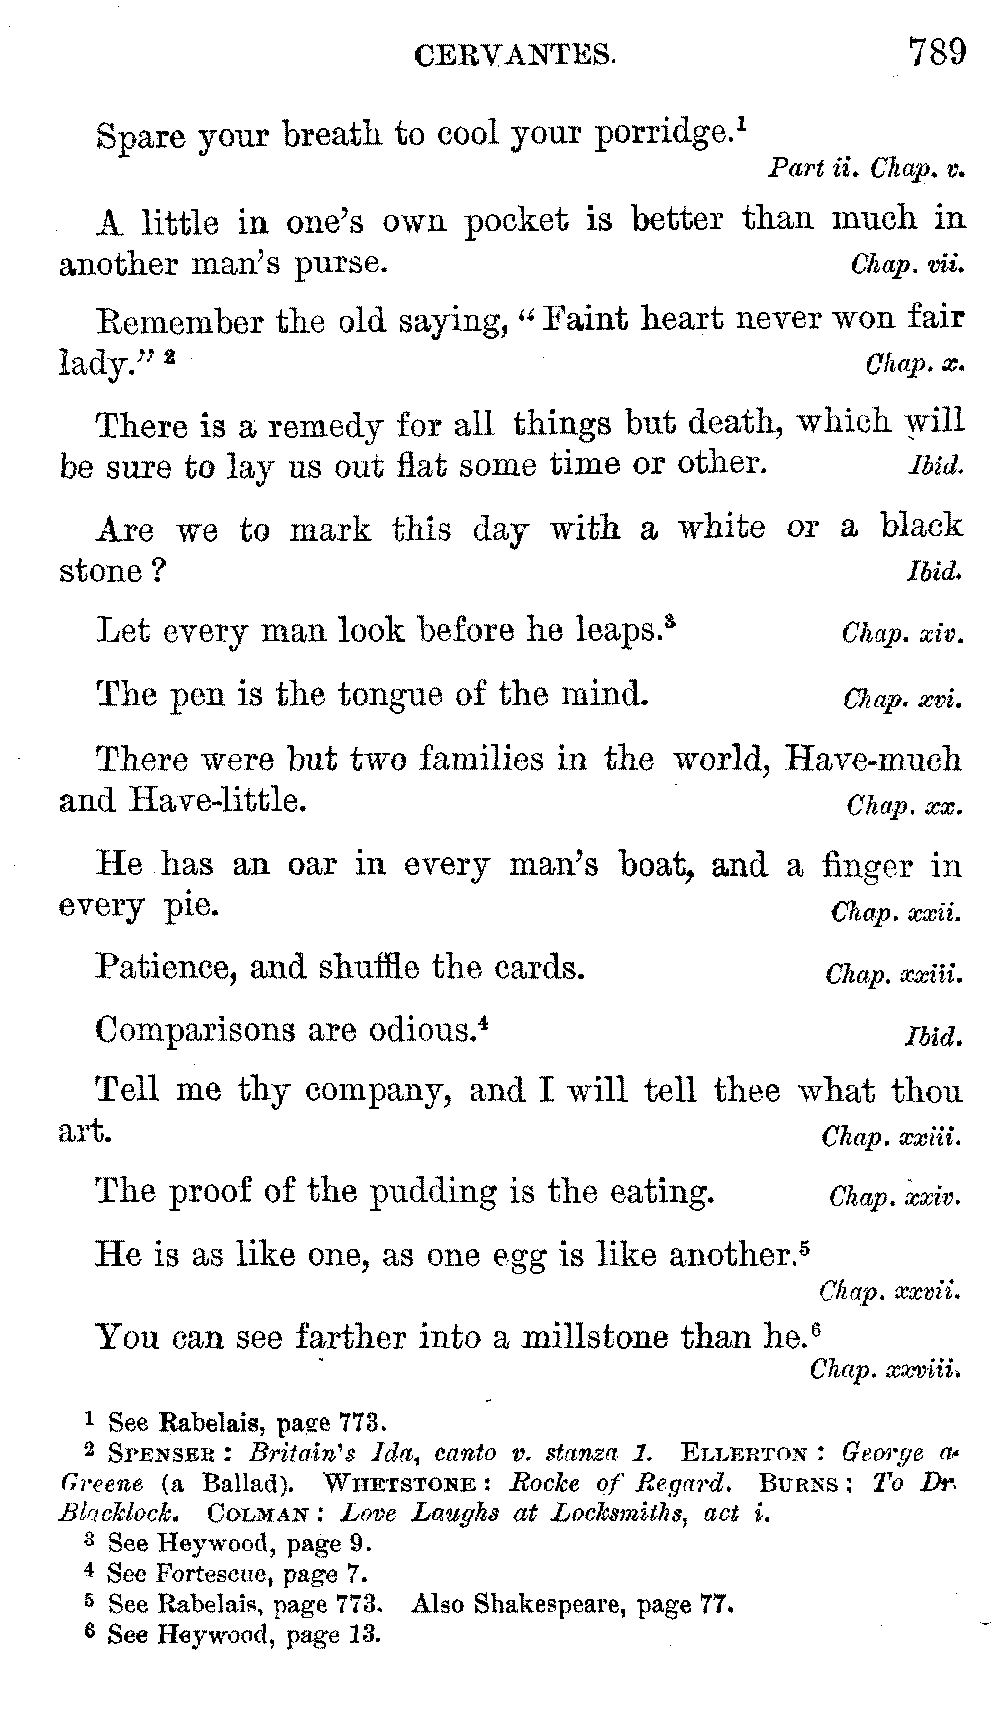 CERVANTES. 789
Spare your breath to cool your porridge.¹
Part ii. Chap. v.
A little in one's own pocket is better than much in
another man's purse. Chap. vii.
Remember the old saying, "Faint heart never won fair
lady." ² Chap. x.
There is a remedy for all things but death, which will
be sure to lay us out flat some time or other. Ibid.
Are we to mark this day with a white or a black
stone? Ibid.
Let every man look before he leaps.³ Chap. xiv.
The pen is the tongue of the mind. Chap. xvi.
There were but two families in the world, Have-much
and Have-little. Chap. xx.
He has an oar in every man's boat, and a finger in
every pie. Chap. xxii.
Patience, and shuffle the cards. Chap. xxiii.
Comparisons are odious.⁴ Ibid.
Tell me thy company, and I will tell thee what thou
art. Chap. xxiii.
The proof of the pudding is the eating. Chap. xxiv.
He is as like one, as one egg is like another.⁵
Chap. xxvii.
You can see farther into a millstone than he.⁶
Chap. xxviii.
¹ See Rabelais, page 773.
² SPENSER: Britain's Ida, canto v. stanza 1. ELLERTON: George a-
Greene (a Ballad). WHETSTONE: Rocke of Regard. BURNS: To Dr.
Blacklock. COLMAN: Love Laughs at Locksmiths, act i.
³ See Heywood, page 9.
⁴ See Fortescue, page 7.
⁵ See Rabelais, page 773. Also Shakespeare, page 77.
⁶ See Heywood, page 13.